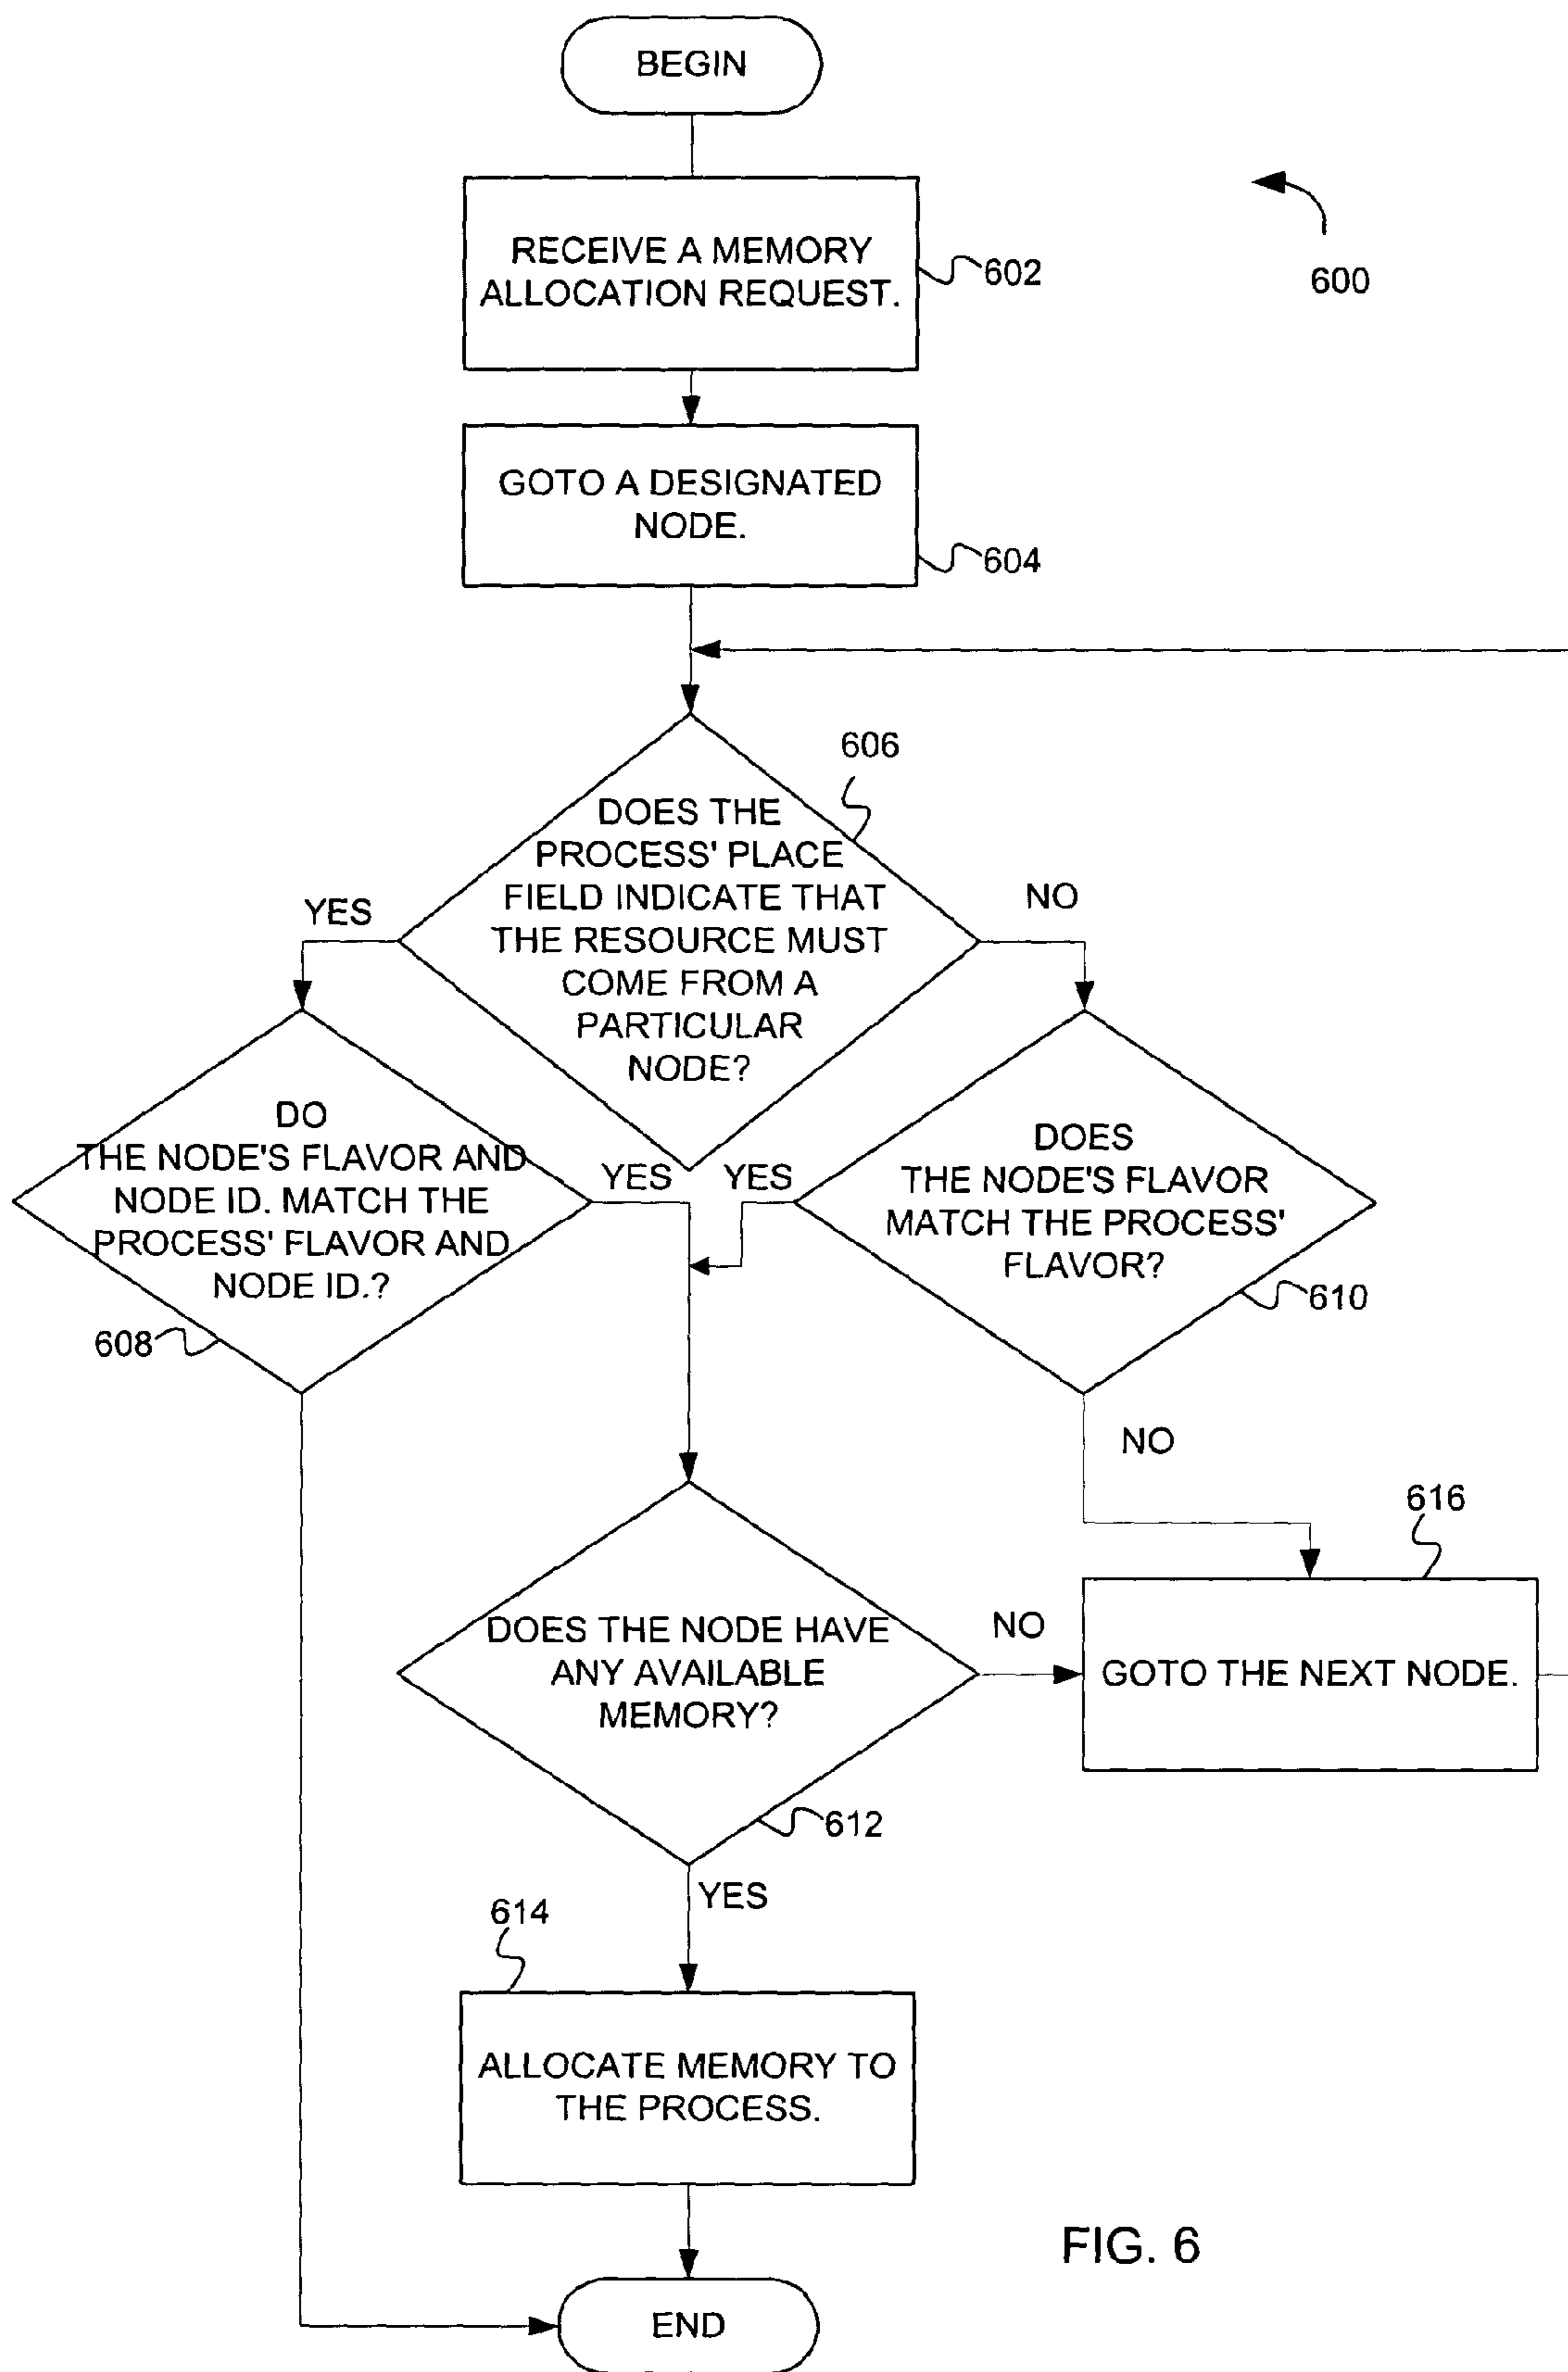 BEGIN
RECEIVE A MEMORY
ALLOCATION REQUEST.
602
600
GOTO A DESIGNATED
NODE.
604
606
DOES THE
PROCESS' PLACE
FIELD INDICATE THAT
THE RESOURCE MUST
COME FROM A
PARTICULAR
NODE?
YES
NO
DO
THE NODE'S FLAVOR AND
NODE ID. MATCH THE
PROCESS' FLAVOR AND
NODE ID.?
608
YES
YES
DOES
THE NODE'S FLAVOR
MATCH THE PROCESS'
FLAVOR?
610
NO
616
DOES THE NODE HAVE
ANY AVAILABLE
MEMORY?
NO
GOTO THE NEXT NODE.
612
YES
614
ALLOCATE MEMORY TO
THE PROCESS.
FIG. 6
END